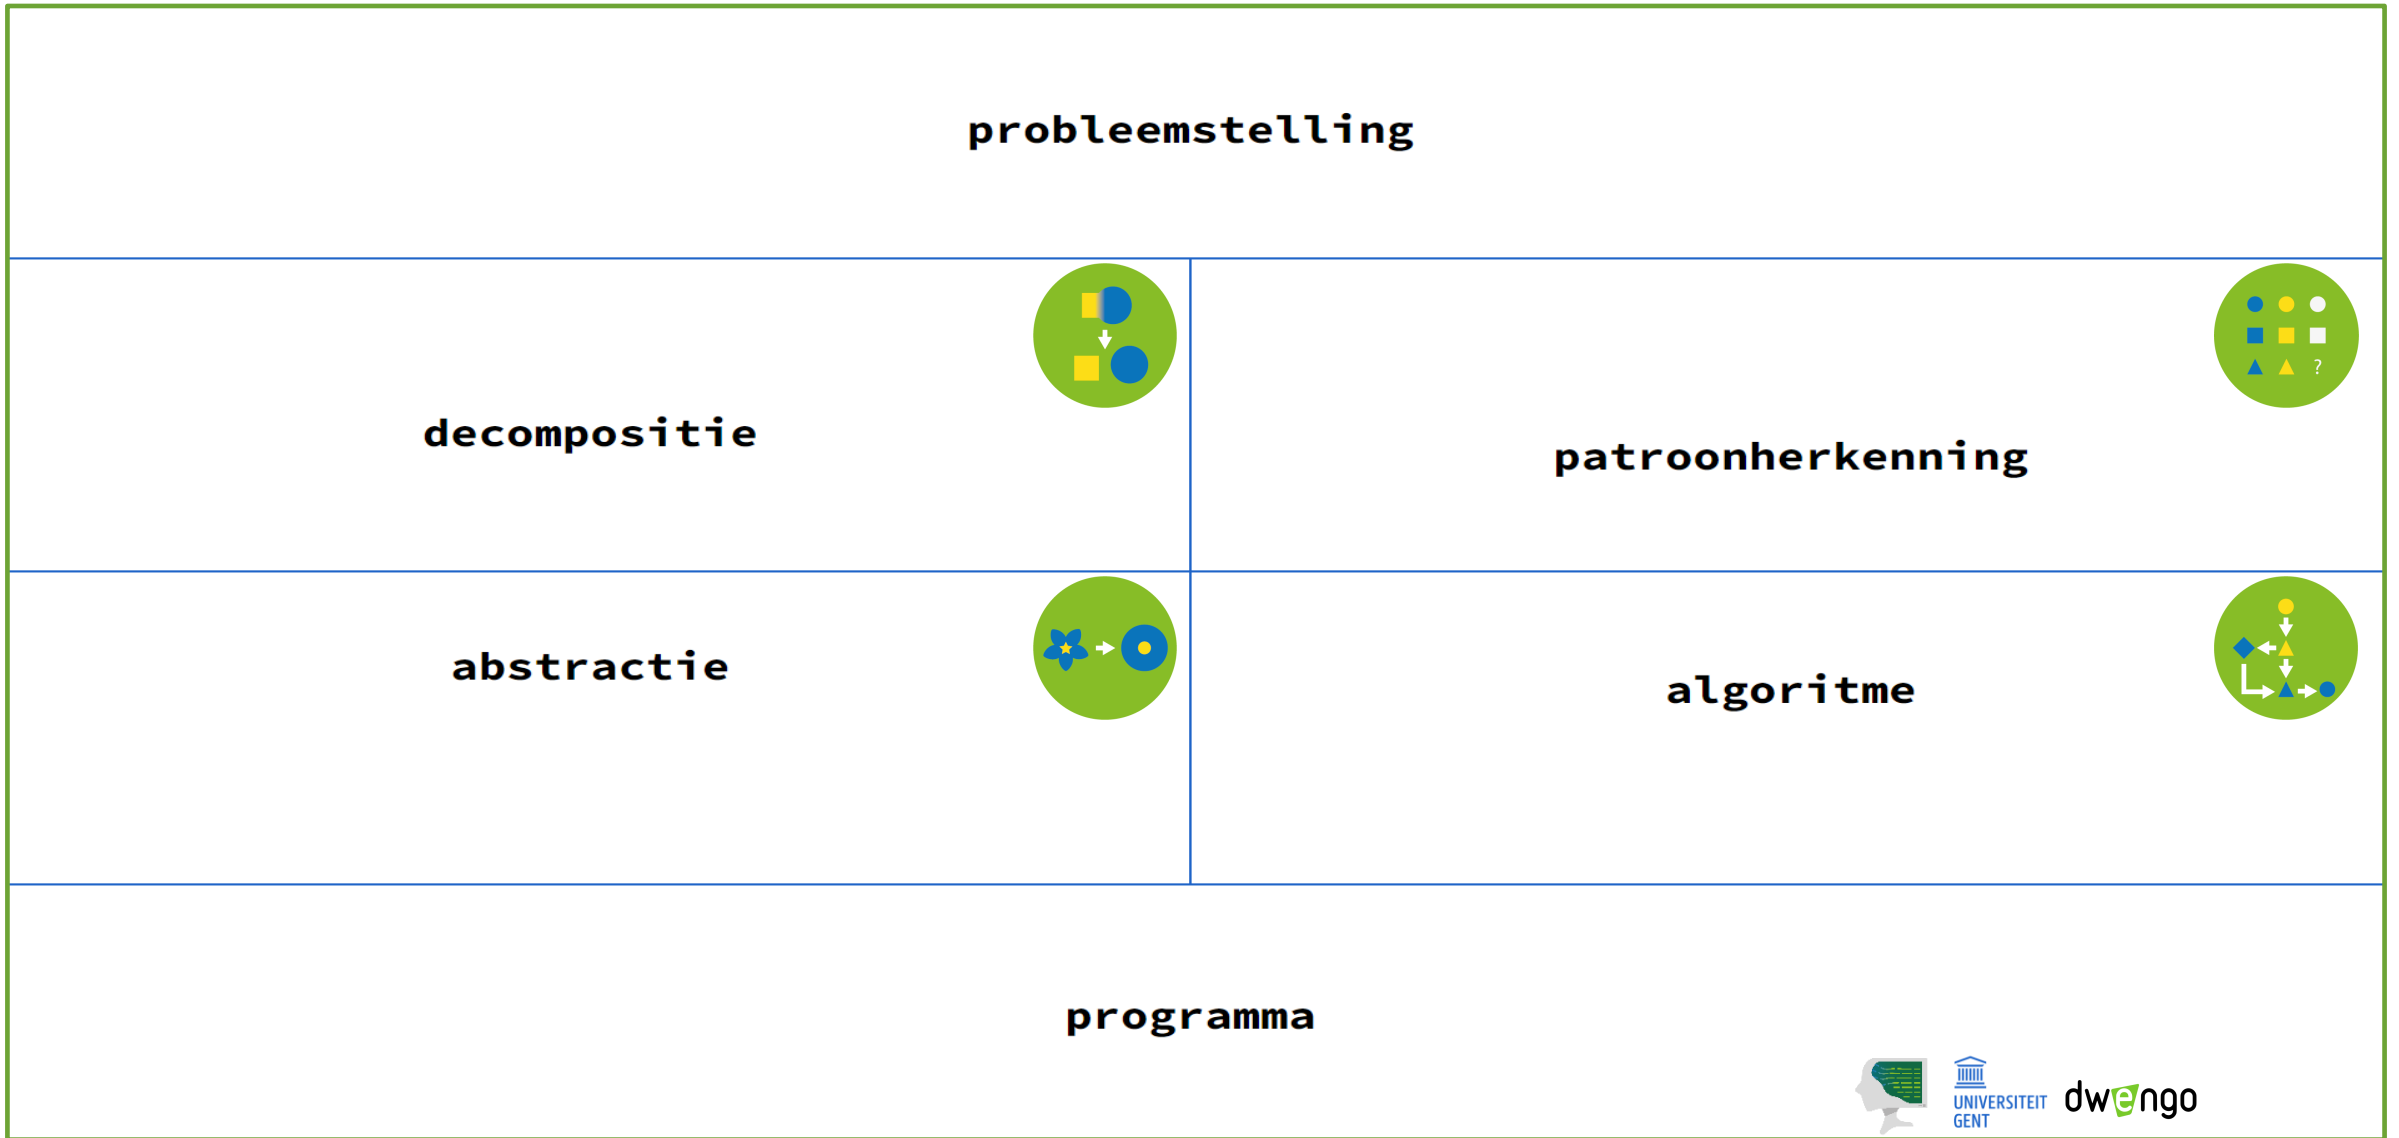 probleemstelling
decompositie
patroonherkenning
?
abstractie
algoritme
programma
UNIVERSITEIT
GENT
dwengo